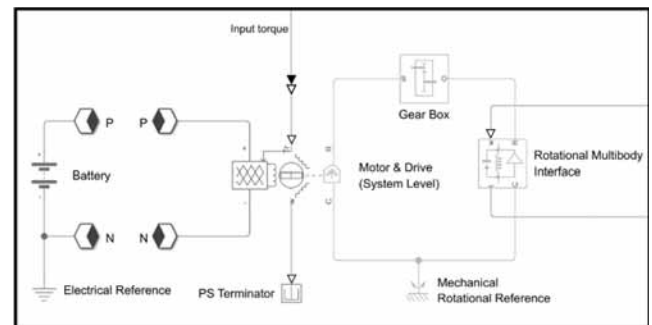 Input torque
Gear Box
P
P
Battery
Motor & Drive
(System Level)
Rotational Multibody
Interface
N
N
Electrical Reference
PS Terminator
Mechanical
Rotational Reference